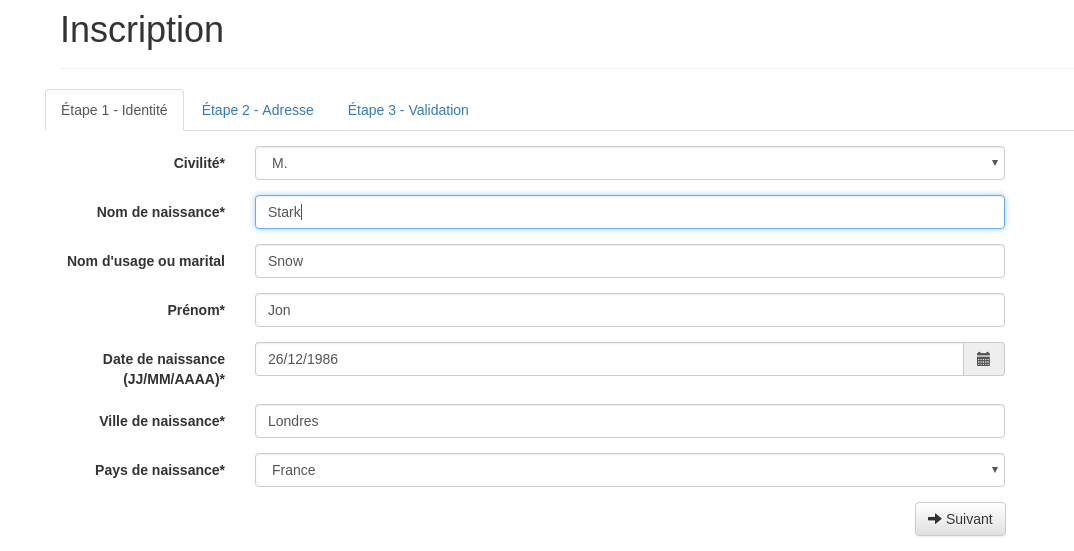 Inscription
Étape 1 - Identité
Étape 2 - Adresse
Étape 3 - Validation
Civilité*
M.
Nom de naissance*
Stark
Nom d'usage ou marital
Snow
Prénom*
Jon
Date de naissance
(JJ/MM/AAAA)*
26/12/1986
Ville de naissance*
Londres
Pays de naissance*
France
Suivant